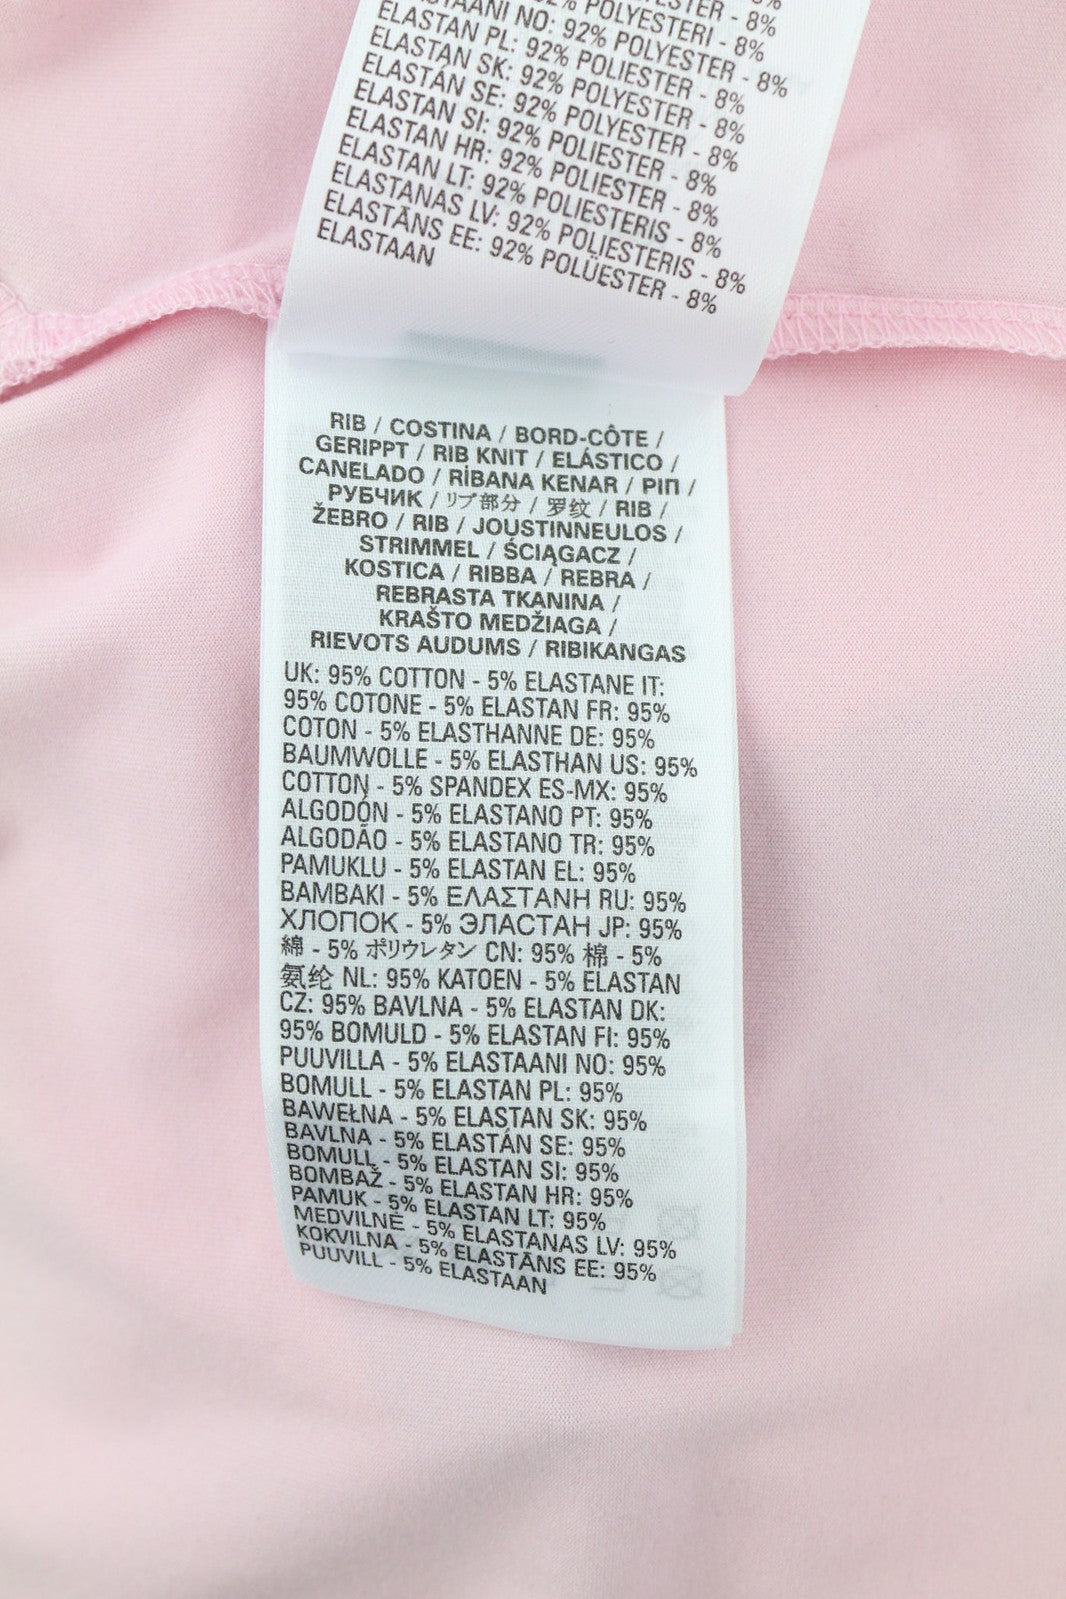 92% POLYESTERI - 8%
ELASTAANI NO: 92% POLYESTER - 8%
ELASTAN PL: 92% POLIESTER - 8%
ELASTAN SK: 92% POLYESTER - 8%
ELASTÁN SE: 92% POLYESTER - 8%
ELASTAN SI: 92% POLIESTER - 8%
ELASTAN HR: 92% POLIESTER - 8%
ELASTAN LT: 92% POLIESTERIS - 8%
ELASTANAS LV: 92% POLIESTERIS - 8%
ELASTĀNS EE: 92% POLÜESTER - 8%
ELASTAAN
RIB / COSTINA / BORD-CÔTE /
GERIPPT / RIB KNIT / ELÁSTICO /
CANELADO / RİBANA KENAR / ΡΙΠ /
РУБЧИК / リブ部分 / 罗纹 / RIB /
ŽEBRO / RIB / JOUSTINNEULOS /
STRIMMEL / ŚCIĄGACZ /
KOSTICA / RIBBA / REBRA /
REBRASTA TKANINA /
KRAŠTO MEDŽIAGA /
RIEVOTS AUDUMS / RIBIKANGAS
UK: 95% COTTON - 5% ELASTANE IT:
95% COTONE - 5% ELASTAN FR: 95%
COTON - 5% ELASTHANNE DE: 95%
BAUMWOLLE - 5% ELASTHAN US: 95%
COTTON - 5% SPANDEX ES-MX: 95%
ALGODÓN - 5% ELASTANO PT: 95%
ALGODÃO - 5% ELASTANO TR: 95%
PAMUKLU - 5% ELASTAN EL: 95%
ΒΑΜΒΑΚΙ - 5% ΕΛΑΣΤΑΝΗ RU: 95%
ХЛОПОК - 5% ЭЛАСТАН JP: 95%
綿 - 5% ポリウレタン CN: 95% 棉 - 5%
氨纶 NL: 95% KATOEN - 5% ELASTAN
CZ: 95% BAVLNA - 5% ELASTAN DK:
95% BOMULD - 5% ELASTAN FI: 95%
PUUVILLA - 5% ELASTAANI NO: 95%
BOMULL - 5% ELASTAN PL: 95%
BAWEŁNA - 5% ELASTAN SK: 95%
BAVLNA - 5% ELASTÁN SE: 95%
BOMULL - 5% ELASTAN SI: 95%
BOMBAŽ - 5% ELASTAN HR: 95%
PAMUK - 5% ELASTAN LT: 95%
MEDVILNĖ - 5% ELASTANAS LV: 95%
KOKVILNA - 5% ELASTĀNS EE: 95%
PUUVILL - 5% ELASTAAN